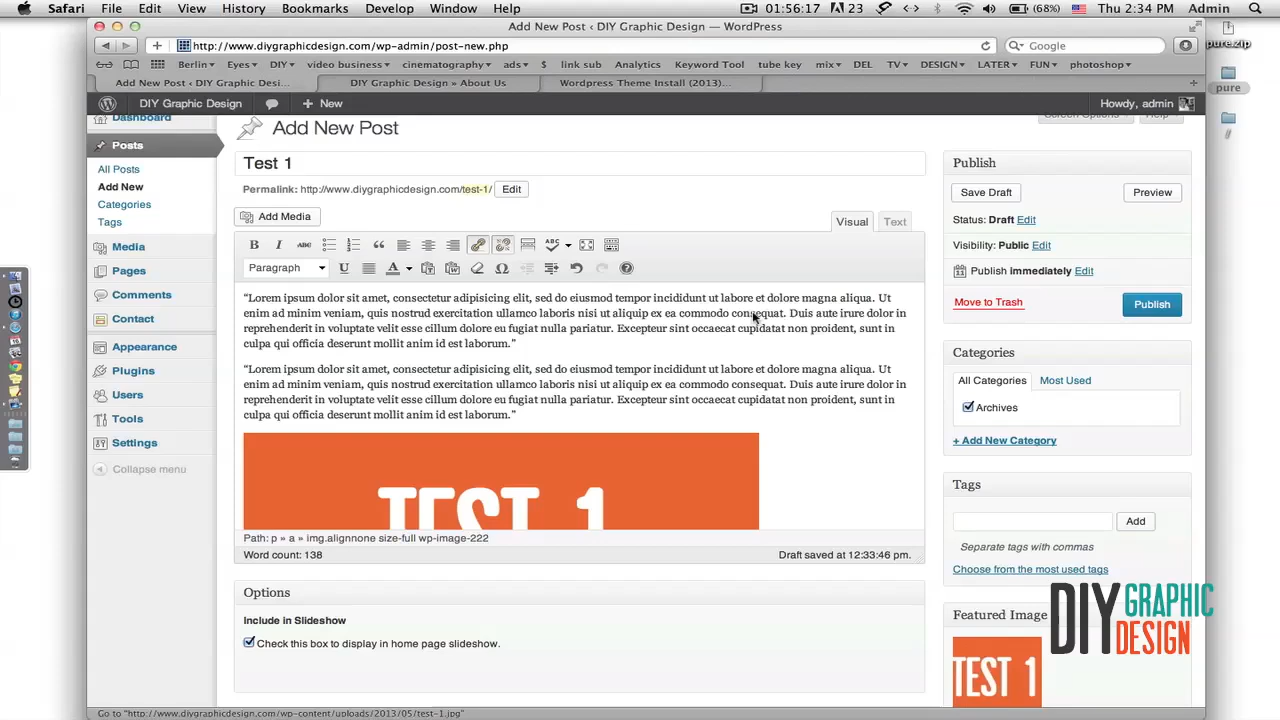 Safari File Edit View History Bookmarks Develop Window Help 01:56:17 23 (68%) Thu 2:34 PM Admin
Add New Post ‹ DIY Graphic Design — WordPress
http://www.diygraphicdesign.com/wp-admin/post-new.php
Google
pure.zip
Berlin Eyes DIY video business cinematography ads $ link sub Analytics Keyword Tool tube key mix DEL TV DESIGN LATER FUN photoshop
Add New Post ‹ DIY Graphic Desi...
DIY Graphic Design » About Us
Wordpress Theme Install (2013)...
pure
DIY Graphic Design
New
Howdy, admin
Dashboard
Screen Options
Help
Posts
All Posts
Add New
Categories
Tags
Media
Pages
Comments
Contact
Appearance
Plugins
Users
Tools
Settings
Collapse menu
Add New Post
Test 1
Permalink: http://www.diygraphicdesign.com/test-1/ Edit
Add Media
Visual
Text
B I ABC ABC
Paragraph U A
“Lorem ipsum dolor sit amet, consectetur adipisicing elit, sed do eiusmod tempor incididunt ut labore et dolore magna aliqua. Ut
enim ad minim veniam, quis nostrud exercitation ullamco laboris nisi ut aliquip ex ea commodo consequat. Duis aute irure dolor in
reprehenderit in voluptate velit esse cillum dolore eu fugiat nulla pariatur. Excepteur sint occaecat cupidatat non proident, sunt in
culpa qui officia deserunt mollit anim id est laborum.”
“Lorem ipsum dolor sit amet, consectetur adipisicing elit, sed do eiusmod tempor incididunt ut labore et dolore magna aliqua. Ut
enim ad minim veniam, quis nostrud exercitation ullamco laboris nisi ut aliquip ex ea commodo consequat. Duis aute irure dolor in
reprehenderit in voluptate velit esse cillum dolore eu fugiat nulla pariatur. Excepteur sint occaecat cupidatat non proident, sunt in
culpa qui officia deserunt mollit anim id est laborum.”
TEST 1
Path: p » a » img.alignnone size-full wp-image-222
Word count: 138
Draft saved at 12:33:46 pm.
Options
Include in Slideshow
Check this box to display in home page slideshow.
Publish
Save Draft
Preview
Status: Draft Edit
Visibility: Public Edit
Publish immediately Edit
Move to Trash
Publish
Categories
All Categories
Most Used
Archives
+ Add New Category
Tags
Add
Separate tags with commas
Choose from the most used tags
Featured Image
TEST 1
DIY GRAPHIC
DESIGN
Go to "http://www.diygraphicdesign.com/wp-content/uploads/2013/05/test-1.jpg"